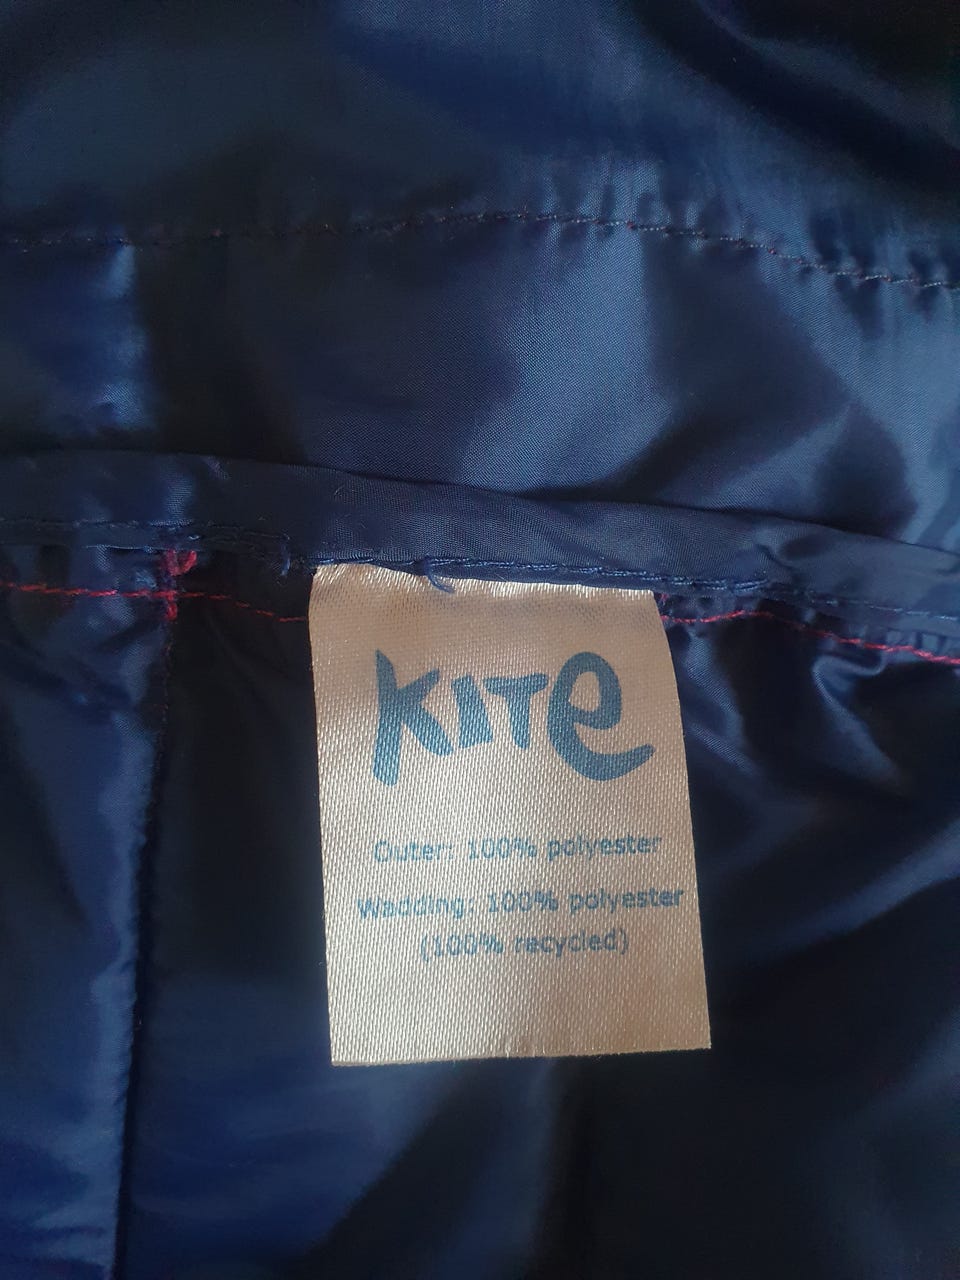 KITe
Outer: 100% polyester
Wadding: 100% polyester
(100% recycled)